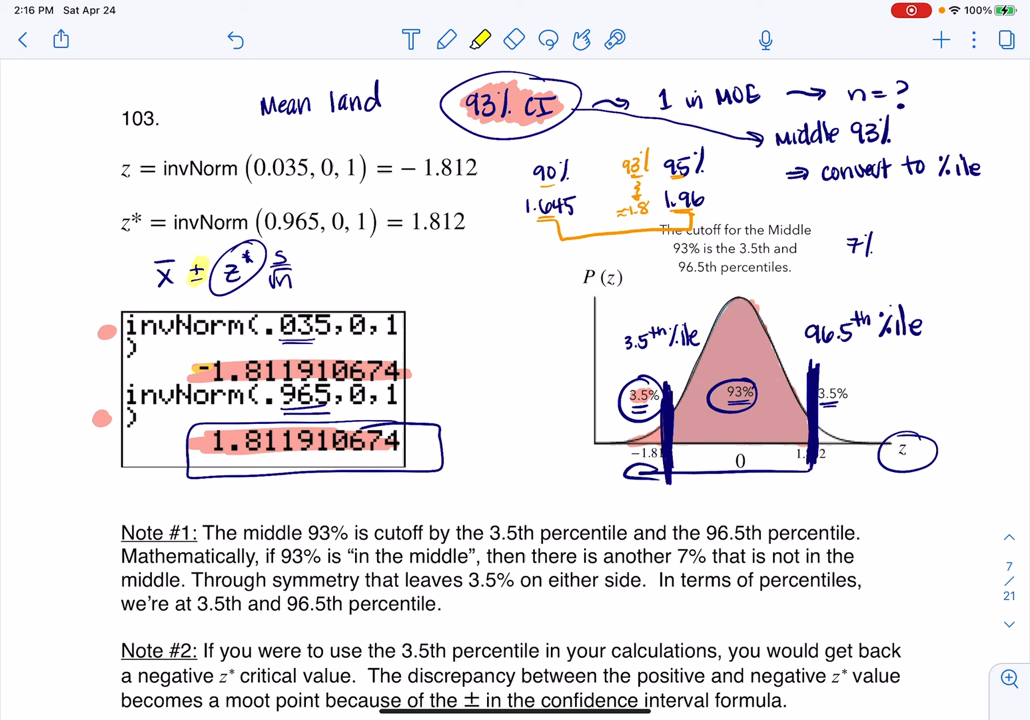 2:16 PM Sat Apr 24
100%
Mean land
93% CI → 1 in MOE → n = ?
103.
middle 93%
⇒ convert to %ile
z = invNorm (0.035, 0, 1) = − 1.812
90% 93% 95%
z* = invNorm (0.965, 0, 1) = 1.812
1.645 ≈1.8 1.96
The cutoff for the Middle
93% is the 3.5th and
96.5th percentiles.
7%
x̄ ± z* s/√n
P (z)
invNorm(.035,0,1
)
-1.811910674
invNorm(.965,0,1
)
1.811910674
3.5th %ile
96.5th %ile
3.5% 93% 3.5%
−1.81 0 1. 2
z
Note #1: The middle 93% is cutoff by the 3.5th percentile and the 96.5th percentile.
Mathematically, if 93% is “in the middle”, then there is another 7% that is not in the
middle. Through symmetry that leaves 3.5% on either side. In terms of percentiles,
we’re at 3.5th and 96.5th percentile.
7
/
21
Note #2: If you were to use the 3.5th percentile in your calculations, you would get back
a negative z* critical value. The discrepancy between the positive and negative z* value
becomes a moot point because of the ± in the confidence interval formula.